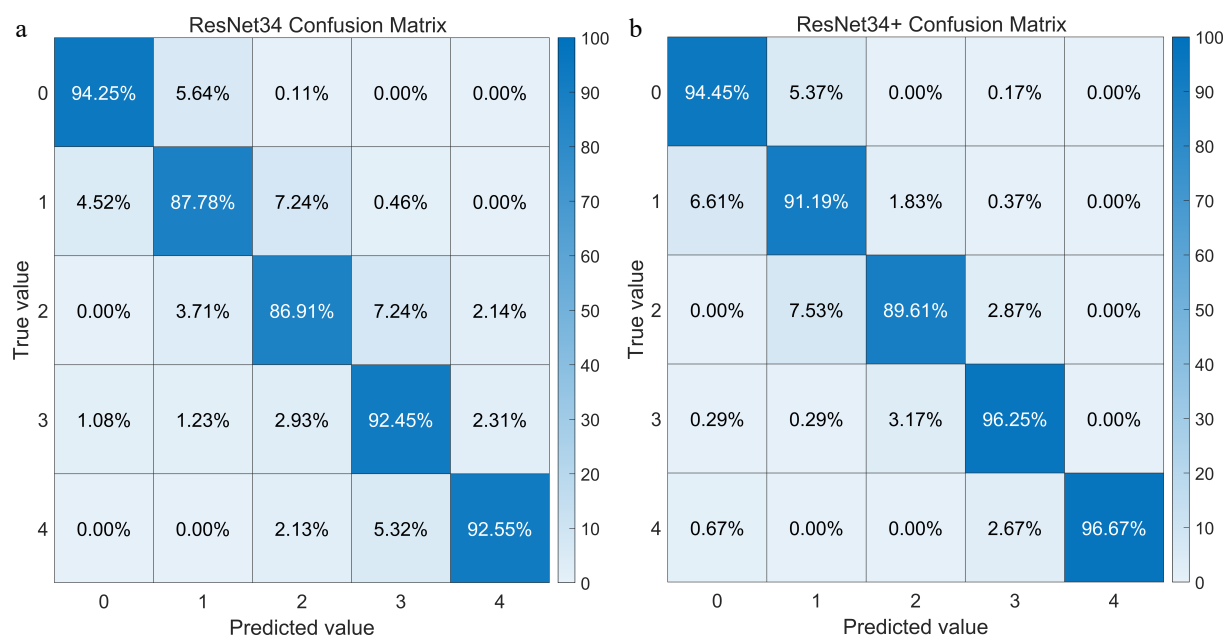 a
ResNet34 Confusion Matrix
0 94.25% 5.64% 0.11% 0.00% 0.00%
1 4.52% 87.78% 7.24% 0.46% 0.00%
2 0.00% 3.71% 86.91% 7.24% 2.14%
3 1.08% 1.23% 2.93% 92.45% 2.31%
4 0.00% 0.00% 2.13% 5.32% 92.55%
0 1 2 3 4
Predicted value
True value
100
90
80
70
60
50
40
30
20
10
0
b
ResNet34+ Confusion Matrix
0 94.45% 5.37% 0.00% 0.17% 0.00%
1 6.61% 91.19% 1.83% 0.37% 0.00%
2 0.00% 7.53% 89.61% 2.87% 0.00%
3 0.29% 0.29% 3.17% 96.25% 0.00%
4 0.67% 0.00% 0.00% 2.67% 96.67%
0 1 2 3 4
Predicted value
True value
100
90
80
70
60
50
40
30
20
10
0